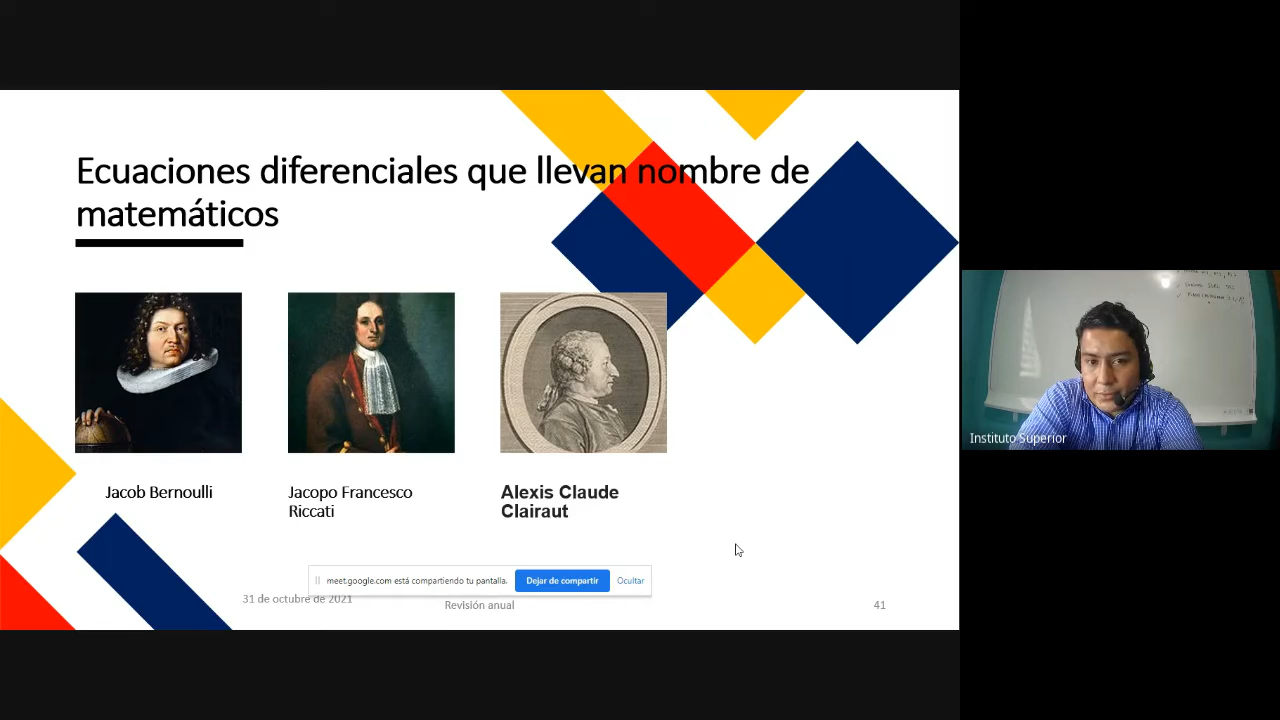 Ecuaciones diferenciales que llevan nombre de
matemáticos
Jacob Bernoulli
Jacopo Francesco
Riccati
Alexis Claude
Clairaut
meet.google.com está compartiendo tu pantalla.
Dejar de compartir
Ocultar
31 de octubre de 2021
Revisión anual
41
Instituto Superior